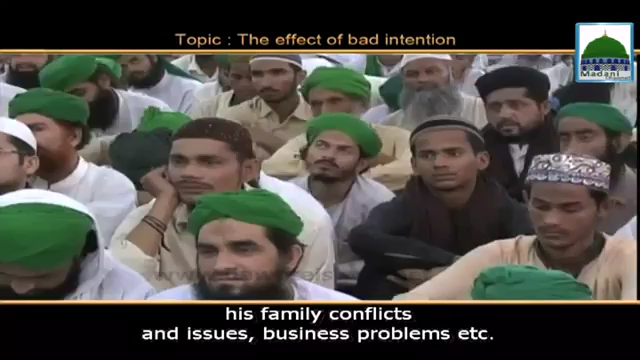 Topic : The effect of bad intention
Madani
his family conflicts
and issues, business problems etc.